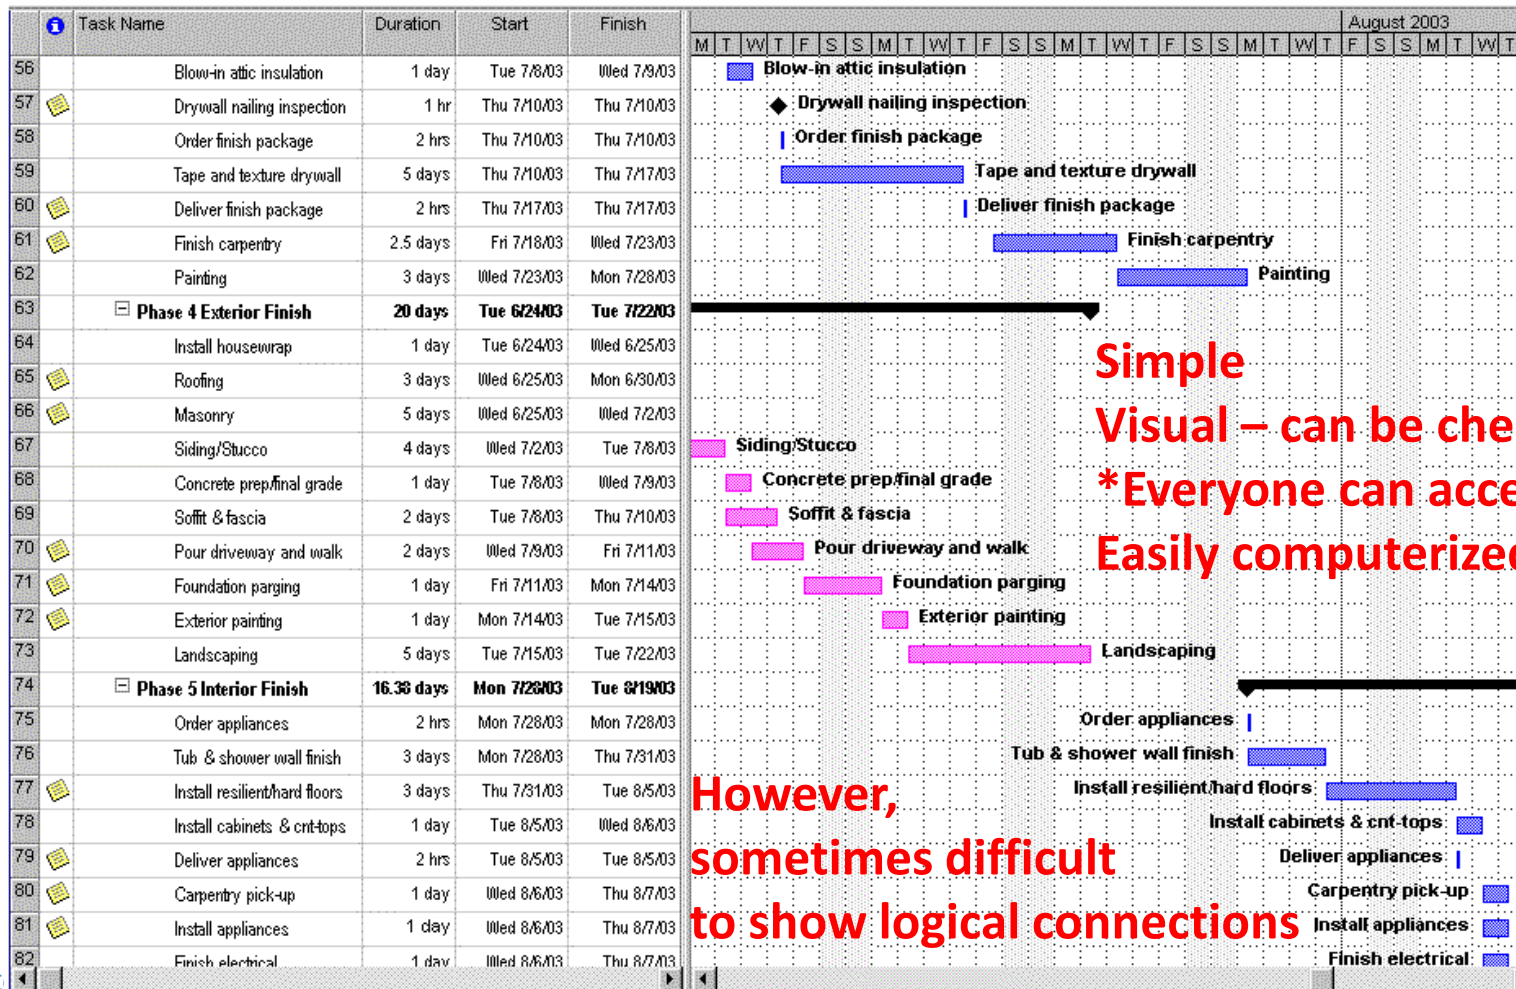 Task Name Duration Start Finish August 2003
M T W T F S S M T W T F S S M T W T F S S M T W T F S S M T W T
56 Blow-in attic insulation 1 day Tue 7/8/03 Wed 7/9/03 Blow-in attic insulation
57 Drywall nailing inspection 1 hr Thu 7/10/03 Thu 7/10/03 Drywall nailing inspection
58 Order finish package 2 hrs Thu 7/10/03 Thu 7/10/03 Order finish package
59 Tape and texture drywall 5 days Thu 7/10/03 Thu 7/17/03 Tape and texture drywall
60 Deliver finish package 2 hrs Thu 7/17/03 Thu 7/17/03 Deliver finish package
61 Finish carpentry 2.5 days Fri 7/18/03 Wed 7/23/03 Finish carpentry
62 Painting 3 days Wed 7/23/03 Mon 7/28/03 Painting
63 Phase 4 Exterior Finish 20 days Tue 6/24/03 Tue 7/22/03
64 Install housewrap 1 day Tue 6/24/03 Wed 6/25/03
65 Roofing 3 days Wed 6/25/03 Mon 6/30/03
66 Masonry 5 days Wed 6/25/03 Wed 7/2/03
67 Siding/Stucco 4 days Wed 7/2/03 Tue 7/8/03 Siding/Stucco
68 Concrete prep/final grade 1 day Tue 7/8/03 Wed 7/9/03 Concrete prep/final grade
69 Soffit & fascia 2 days Tue 7/8/03 Thu 7/10/03 Soffit & fascia
70 Pour driveway and walk 2 days Wed 7/9/03 Fri 7/11/03 Pour driveway and walk
71 Foundation parging 1 day Fri 7/11/03 Mon 7/14/03 Foundation parging
72 Exterior painting 1 day Mon 7/14/03 Tue 7/15/03 Exterior painting
73 Landscaping 5 days Tue 7/15/03 Tue 7/22/03 Landscaping
74 Phase 5 Interior Finish 16.38 days Mon 7/28/03 Tue 8/19/03
75 Order appliances 2 hrs Mon 7/28/03 Mon 7/28/03 Order appliances
76 Tub & shower wall finish 3 days Mon 7/28/03 Thu 7/31/03 Tub & shower wall finish
77 Install resilient/hard floors 3 days Thu 7/31/03 Tue 8/5/03 Install resilient/hard floors
78 Install cabinets & cnt-tops 1 day Tue 8/5/03 Wed 8/6/03 Install cabinets & cnt-tops
79 Deliver appliances 2 hrs Tue 8/5/03 Tue 8/5/03 Deliver appliances
80 Carpentry pick-up 1 day Wed 8/6/03 Thu 8/7/03 Carpentry pick-up
81 Install appliances 1 day Wed 8/6/03 Thu 8/7/03 Install appliances
82 Finish electrical 1 day Wed 8/6/03 Thu 8/7/03 Finish electrical
Simple
Visual – can be che
*Everyone can acce
Easily computerized
However,
sometimes difficult
to show logical connections